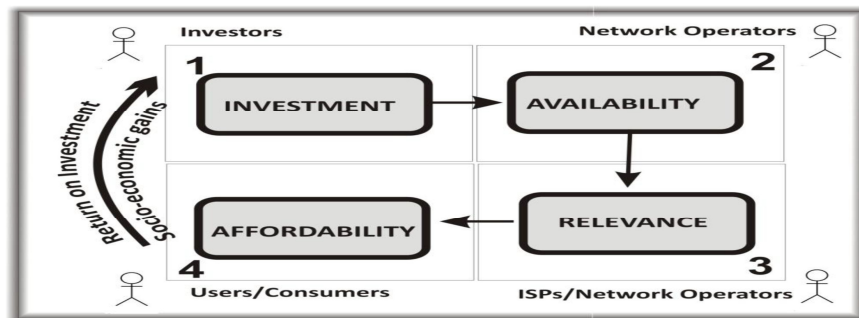 Investors
Network Operators
1
2
INVESTMENT
AVAILABILITY
Return on Investment
Socio-economic gains
AFFORDABILITY
RELEVANCE
4
3
Users/Consumers
ISPs/Network Operators